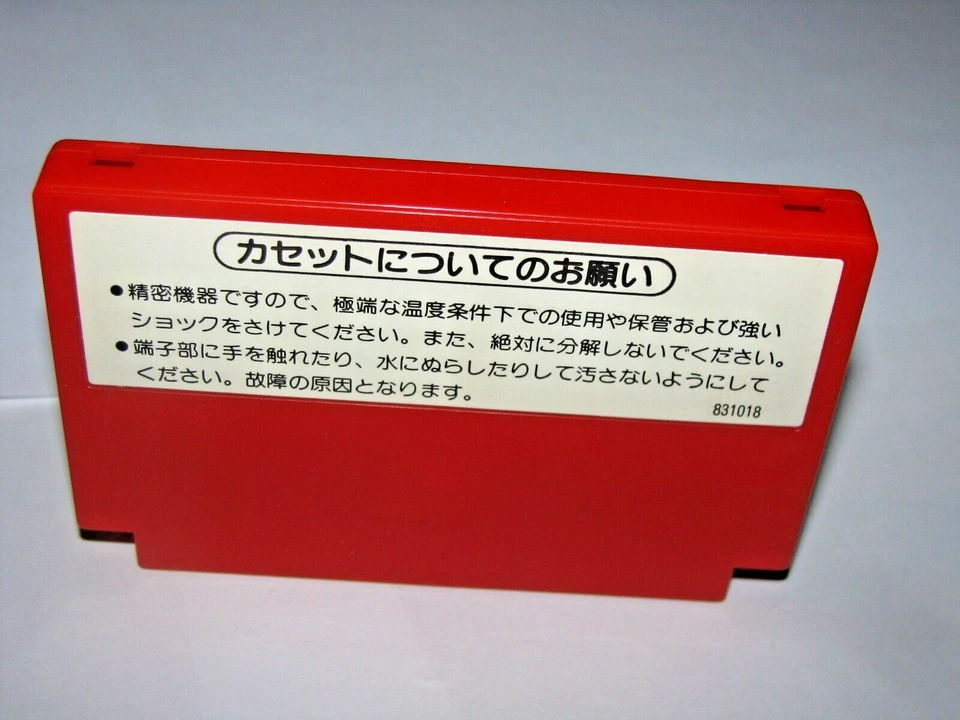 カセットについてのお願い
●精密機器ですので、極端な温度条件下での使用や保管および強い
ショックをさけてください。また、絶対に分解しないでください。
●端子部に手を触れたり、水にぬらしたりして汚さないようにして
ください。故障の原因となります。
831018